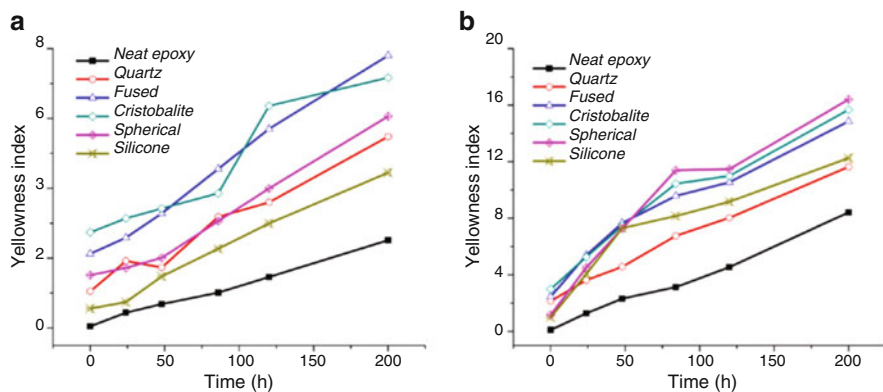 a
8
6
3
2
0
Yellowness index
Neat epoxy
Quartz
Fused
Cristobalite
Spherical
Silicone
0 50 100 150 200
Time (h)
b
20
16
12
8
4
0
Yellowness index
Neat epoxy
Quartz
Fused
Cristobalite
Spherical
Silicone
0 50 100 150 200
Time (h)